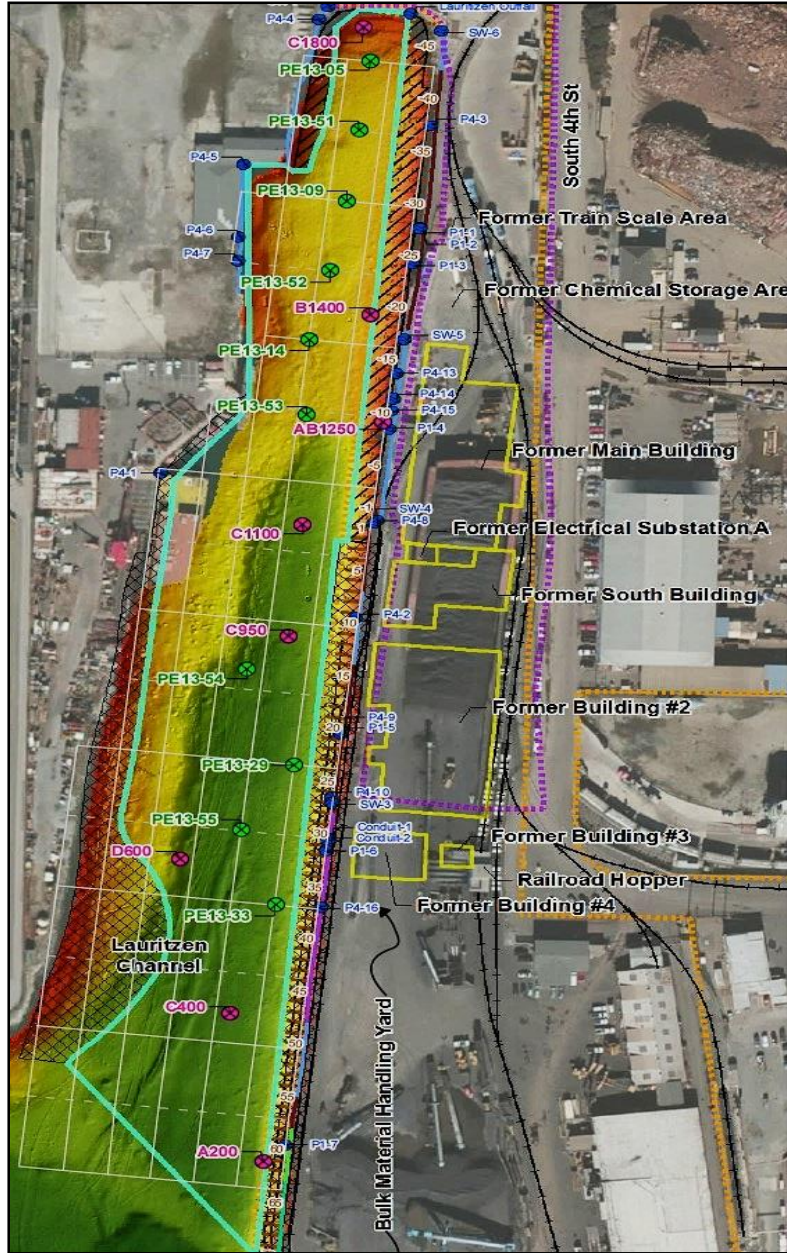 Lauritzen Outfall
P4-4
C1800
SW-6
-45
PE13-05
-40
PE13-51
P4-3
South 4th St
-35
P4-5
PE13-09
-30
Former Train Scale Area
P1-1
P4-6
P1-2
-25
P4-7
PE13-52
P1-3
Former Chemical Storage Area
B1400
-20
PE13-14
SW-5
-15
P4-13
P4-14
PE13-53
-10
P4-15
AB1250
P1-4
Former Main Building
-5
P4-1
SW-4
-1
P4-8
C1100
1
Former Electrical Substation A
5
Former South Building
10
P4-2
C950
15
PE13-54
Former Building #2
P4-9
20
P1-5
PE13-29
25
P4-10
SW-3
PE13-55
30
Conduit-1
Conduit-2
Former Building #3
D600
P1-6
35
Railroad Hopper
PE13-33
P4-16
Former Building #4
40
Lauritzen
Channel
45
C400
50
Bulk Material Handling Yard
55
A200
60
P1-7
65